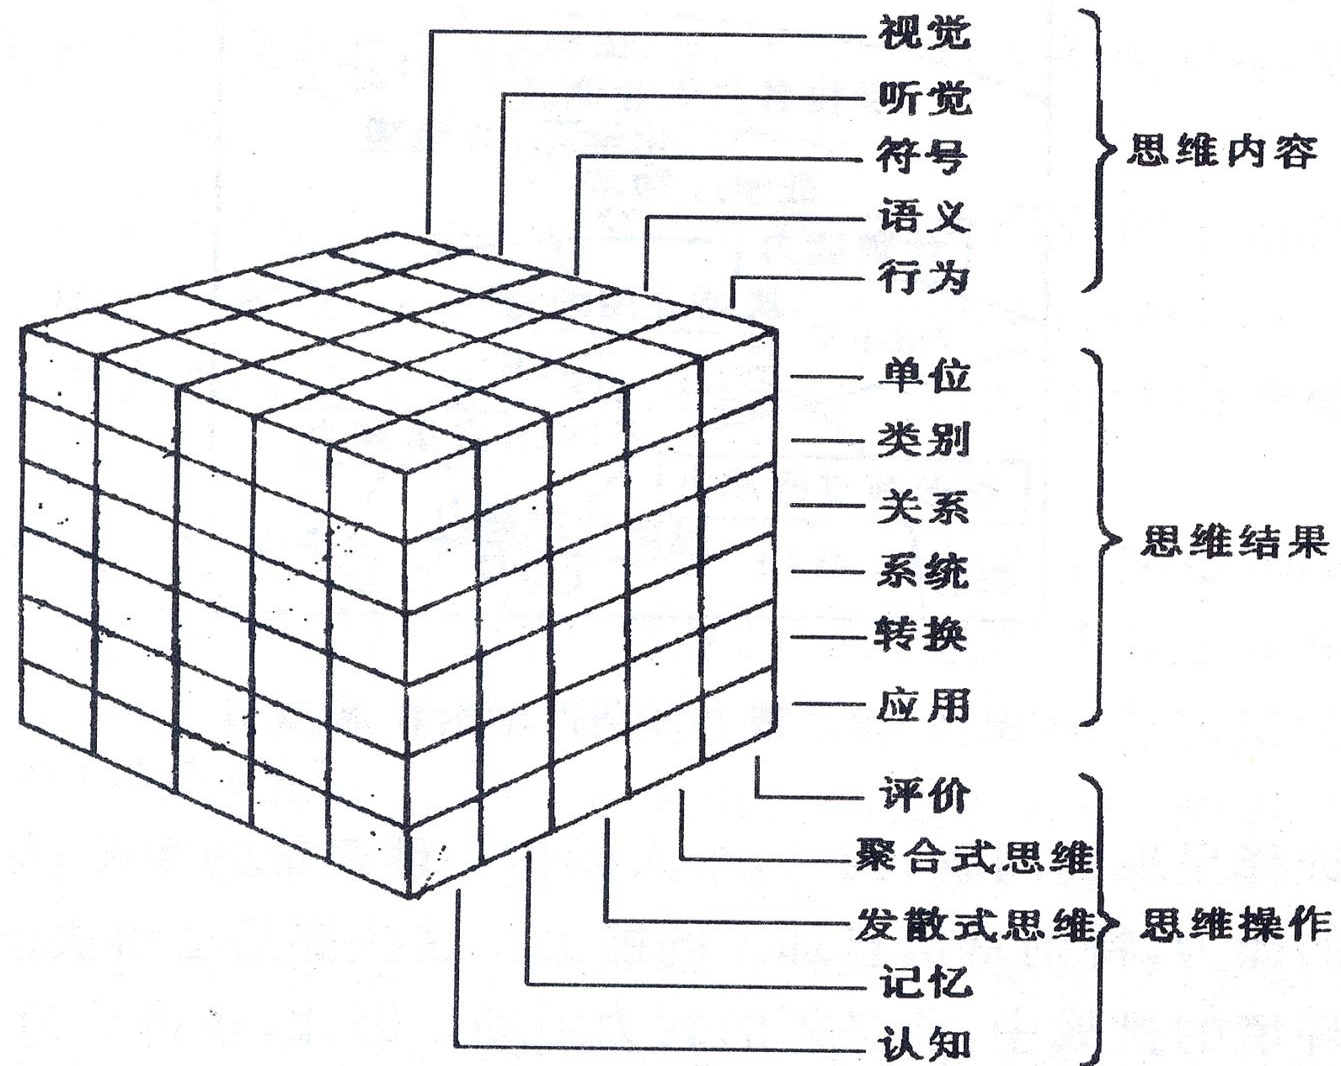 视觉
听觉
符号
语义
行为
思维内容
单位
类别
关系
系统
转换
应用
思维结果
评价
聚合式思维
发散式思维
记忆
认知
思维操作